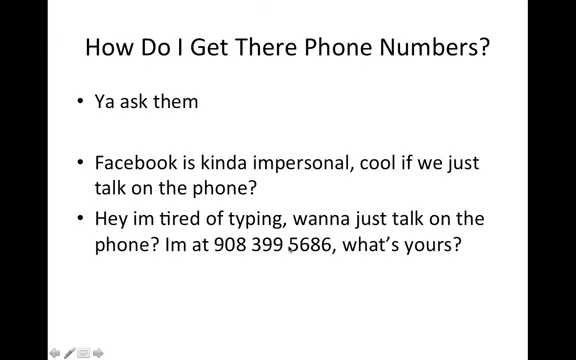 How Do I Get There Phone Numbers?
• Ya ask them
• Facebook is kinda impersonal, cool if we just
talk on the phone?
• Hey im tired of typing, wanna just talk on the
phone? Im at 908 399 5686, what's yours?